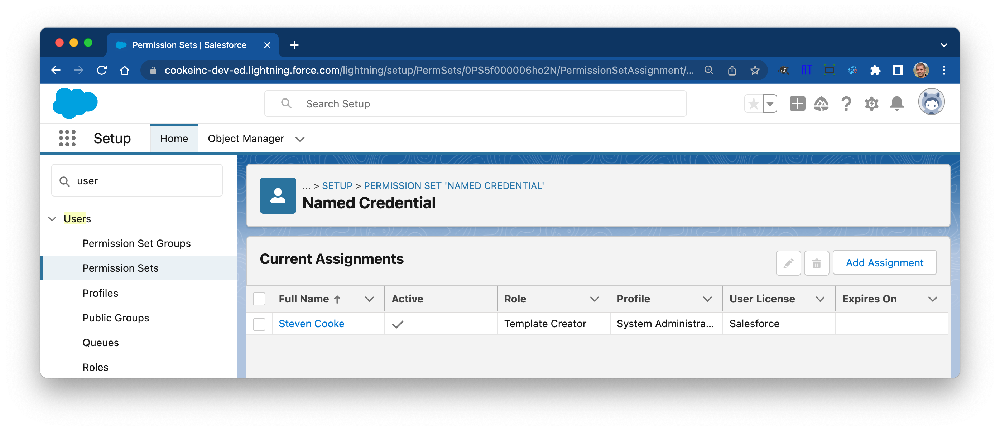 Permission Sets | Salesforce
cookeinc-dev-ed.lightning.force.com/lightning/setup/PermSets/0PS5f000006ho2N/PermissionSetAssignment/...
AT
Search Setup
Setup
Home
Object Manager
user
Users
Permission Set Groups
Permission Sets
Profiles
Public Groups
Queues
Roles
... > SETUP > PERMISSION SET 'NAMED CREDENTIAL'
Named Credential
Current Assignments
Add Assignment
Full Name Active Role Profile User License Expires On
Steven Cooke Template Creator System Administra... Salesforce